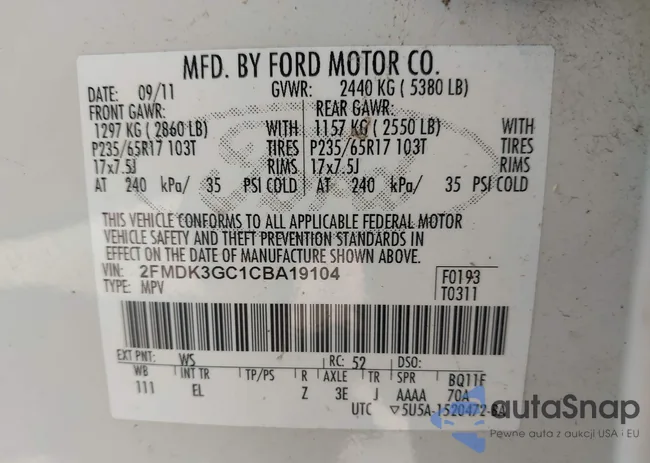 MFD. BY FORD MOTOR CO.
DATE: 09/11 GVWR: 2440 KG ( 5380 LB)
FRONT GAWR: REAR GAWR:
1297 KG ( 2860 LB) WITH 1157 KG ( 2550 LB) WITH
P235/65R17 103T TIRES P235/65R17 103T TIRES
17x7.5J RIMS 17x7.5J RIMS
AT 240 kPa/ 35 PSI COLD AT 240 kPa/ 35 PSI COLD
THIS VEHICLE CONFORMS TO ALL APPLICABLE FEDERAL MOTOR
VEHICLE SAFETY AND THEFT PREVENTION STANDARDS IN
EFFECT ON THE DATE OF MANUFACTURE SHOWN ABOVE.
VIN: 2FMDK3GC1CBA19104 F0193
TYPE: MPV T0311
EXT PNT: WS RC: 52 DSO:
WB INT TR TP/PS R AXLE TR SPR BQ11F
111 EL Z 3E J AAAA 70A
UTC ▽5U5A-1520472-BA
autoSnap
Pewne auta z aukcji USA i EU